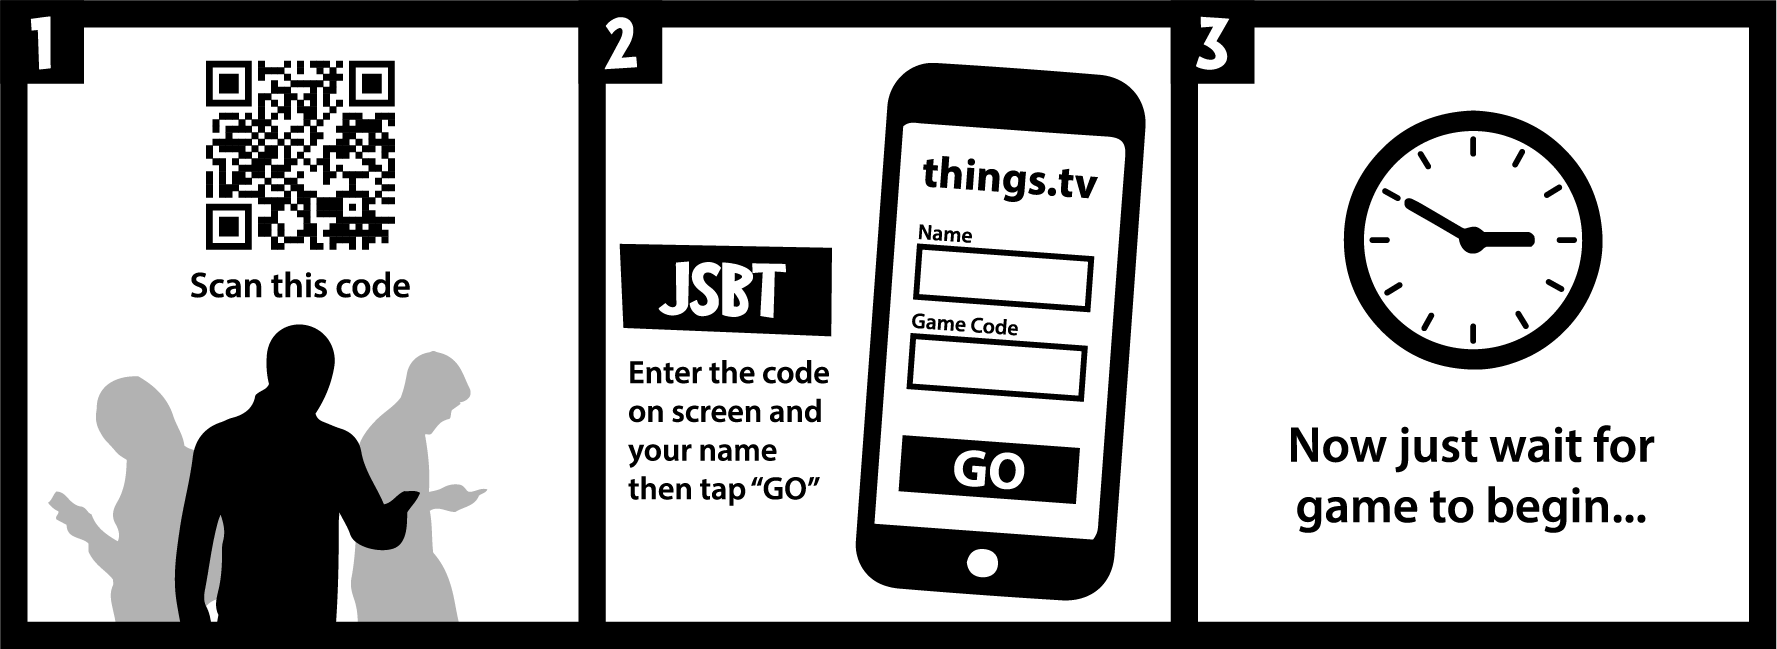 1
Scan this code
2
JSBT
Enter the code
on screen and
your name
then tap “GO”
things.tv
Name
Game Code
GO
3
Now just wait for
game to begin...